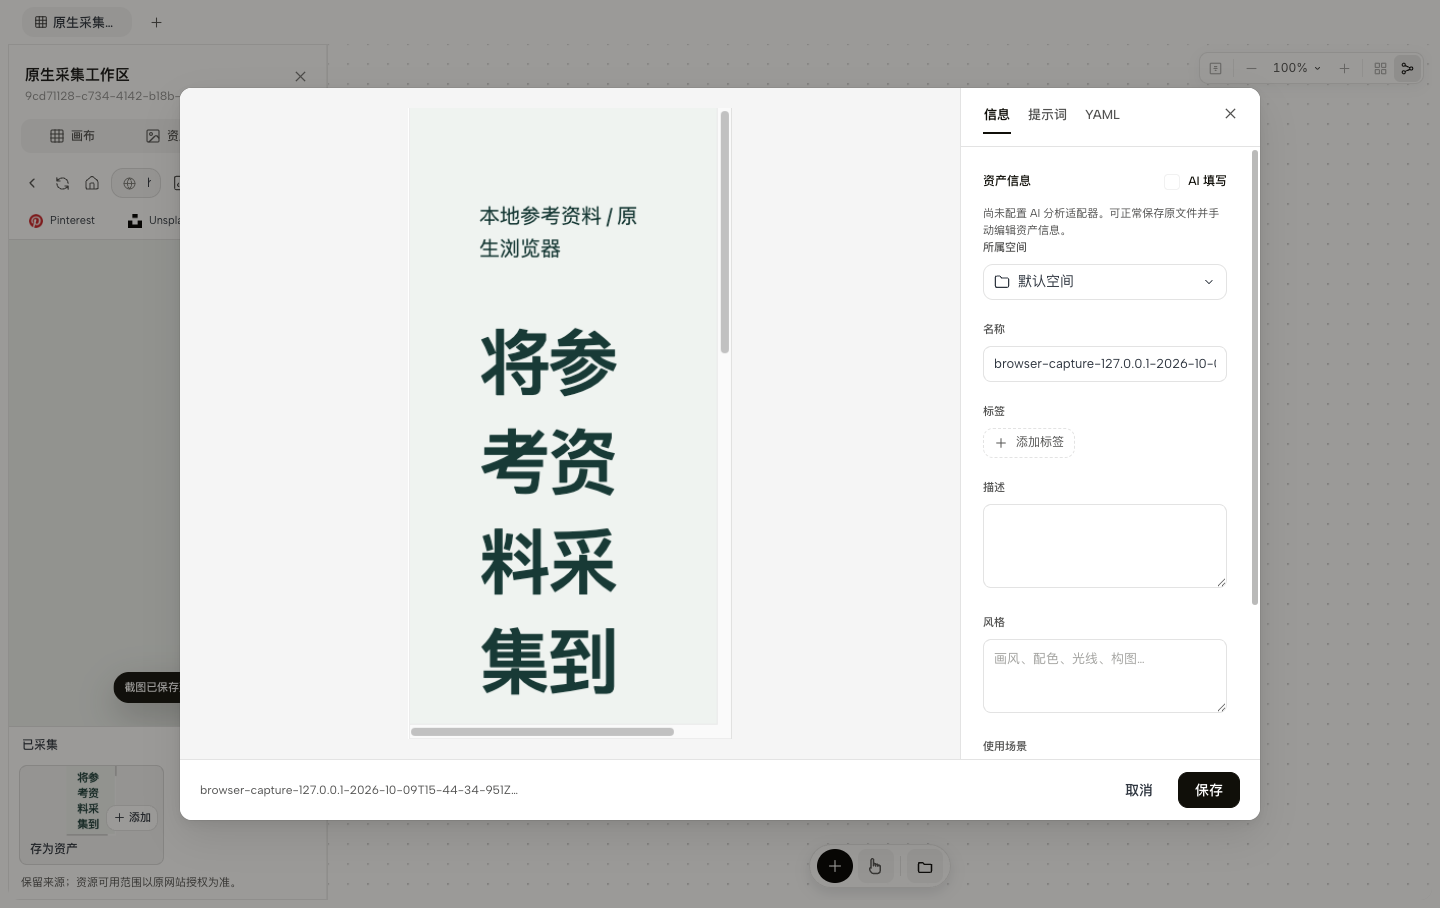 原生采集...
原生采集工作区
9cd71128-c734-4142-b18b-
画布
100%
Pinterest
截图已保存
已采集
将参
考资
料采
集到
添加
存为资产
保留来源；资源可用范围以原网站授权为准。
本地参考资料 / 原
生浏览器
将参
考资
料采
集到
browser-capture-127.0.0.1-2026-10-09T15-44-34-951Z...
信息 提示词 YAML
资产信息 AI 填写
尚未配置 AI 分析适配器。可正常保存原文件并手
动编辑资产信息。
所属空间
默认空间
名称
browser-capture-127.0.0.1-2026-10-
标签
添加标签
描述
风格
画风、配色、光线、构图...
使用场景
取消 保存